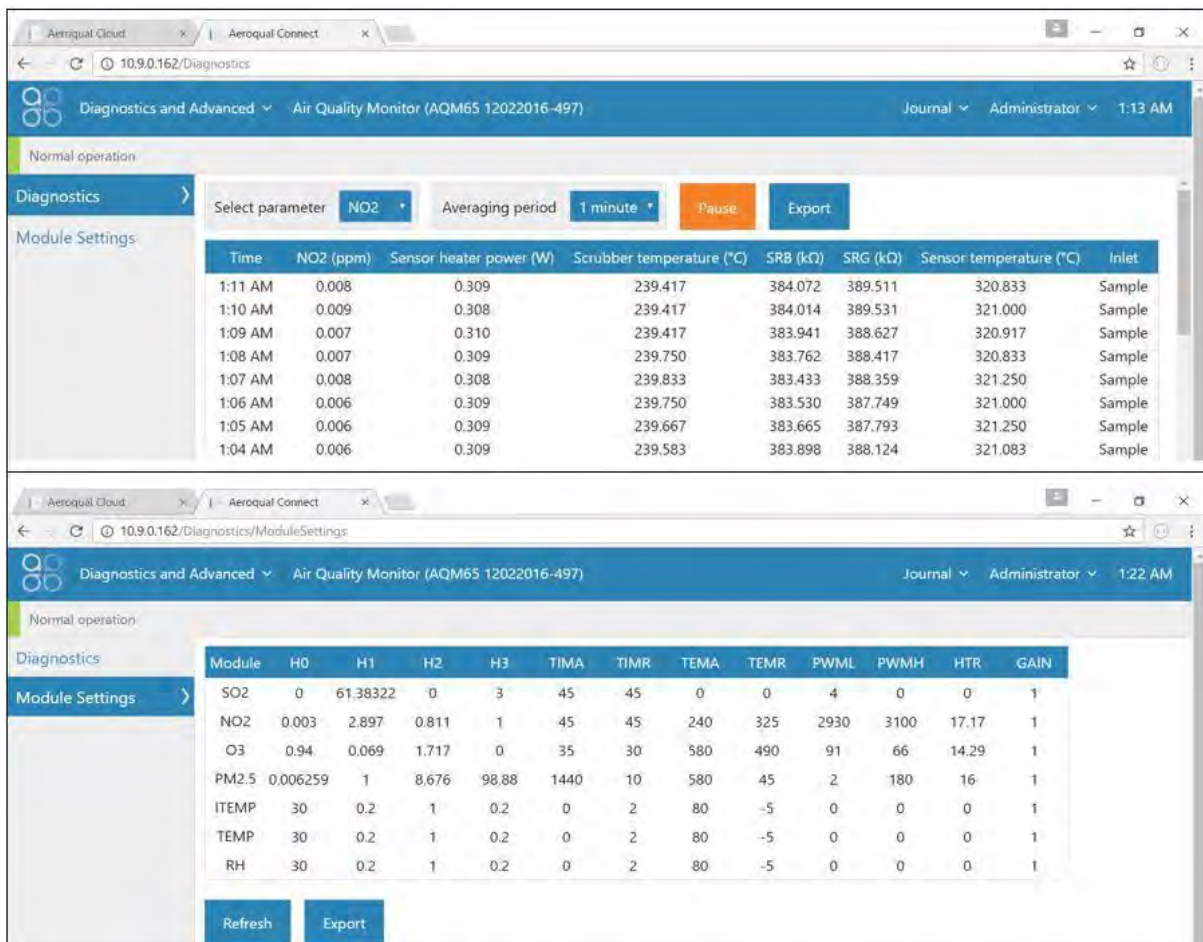 Aeroqual Cloud Aeroqual Connect
10.9.0.162/Diagnostics
Diagnostics and Advanced Air Quality Monitor (AQM65 12022016-497) Journal Administrator 1:13 AM
Normal operation
Diagnostics
Module Settings
Select parameter NO2 Averaging period 1 minute Pause Export
Time NO2 (ppm) Sensor heater power (W) Scrubber temperature (°C) SRB (kΩ) SRG (kΩ) Sensor temperature (°C) Inlet
1:11 AM 0.008 0.309 239.417 384.072 389.511 320.833 Sample
1:10 AM 0.009 0.308 239.417 384.014 389.531 321.000 Sample
1:09 AM 0.007 0.310 239.417 383.941 388.627 320.917 Sample
1:08 AM 0.007 0.309 239.750 383.762 388.417 320.833 Sample
1:07 AM 0.008 0.308 239.833 383.433 388.359 321.250 Sample
1:06 AM 0.006 0.309 239.750 383.530 387.749 321.000 Sample
1:05 AM 0.006 0.309 239.667 383.665 387.793 321.250 Sample
1:04 AM 0.006 0.309 239.583 383.898 388.124 321.083 Sample
Aeroqual Cloud Aeroqual Connect
10.9.0.162/Diagnostics/ModuleSettings
Diagnostics and Advanced Air Quality Monitor (AQM65 12022016-497) Journal Administrator 1:22 AM
Normal operation
Diagnostics
Module Settings
Module H0 H1 H2 H3 TIMA TIMR TEMA TEMR PWML PWMH HTR GAIN
SO2 0 61.38322 0 3 45 45 0 0 4 0 0 1
NO2 0.003 2.897 0.811 1 45 45 240 325 2930 3100 17.17 1
O3 0.94 0.069 1.717 0 35 30 580 490 91 66 14.29 1
PM2.5 0.006259 1 8.676 98.88 1440 10 580 45 2 180 16 1
ITEMP 30 0.2 1 0.2 0 2 80 -5 0 0 0 1
TEMP 30 0.2 1 0.2 0 2 80 -5 0 0 0 1
RH 30 0.2 1 0.2 0 2 80 -5 0 0 0 1
Refresh Export